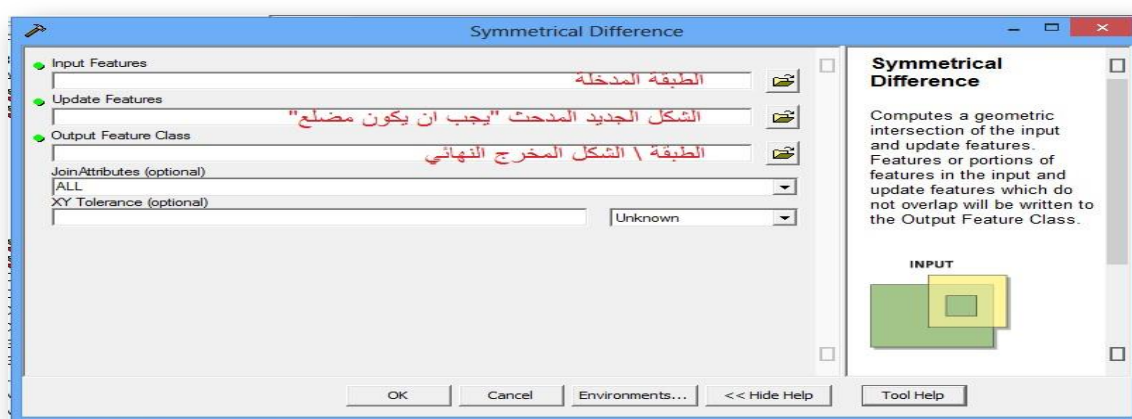 Symmetrical Difference
Input Features
الطبقة المدخلة
Update Features
الشكل الجديد المدحث "يجب ان يكون مضلع"
Output Feature Class
الطبقة \ الشكل المخرج النهائي
JoinAttributes (optional)
ALL
XY Tolerance (optional)
Unknown
OK
Cancel
Environments...
<< Hide Help
Symmetrical
Difference
Computes a geometric
intersection of the input
and update features.
Features or portions of
features in the input and
update features which do
not overlap will be written to
the Output Feature Class.
INPUT
Tool Help